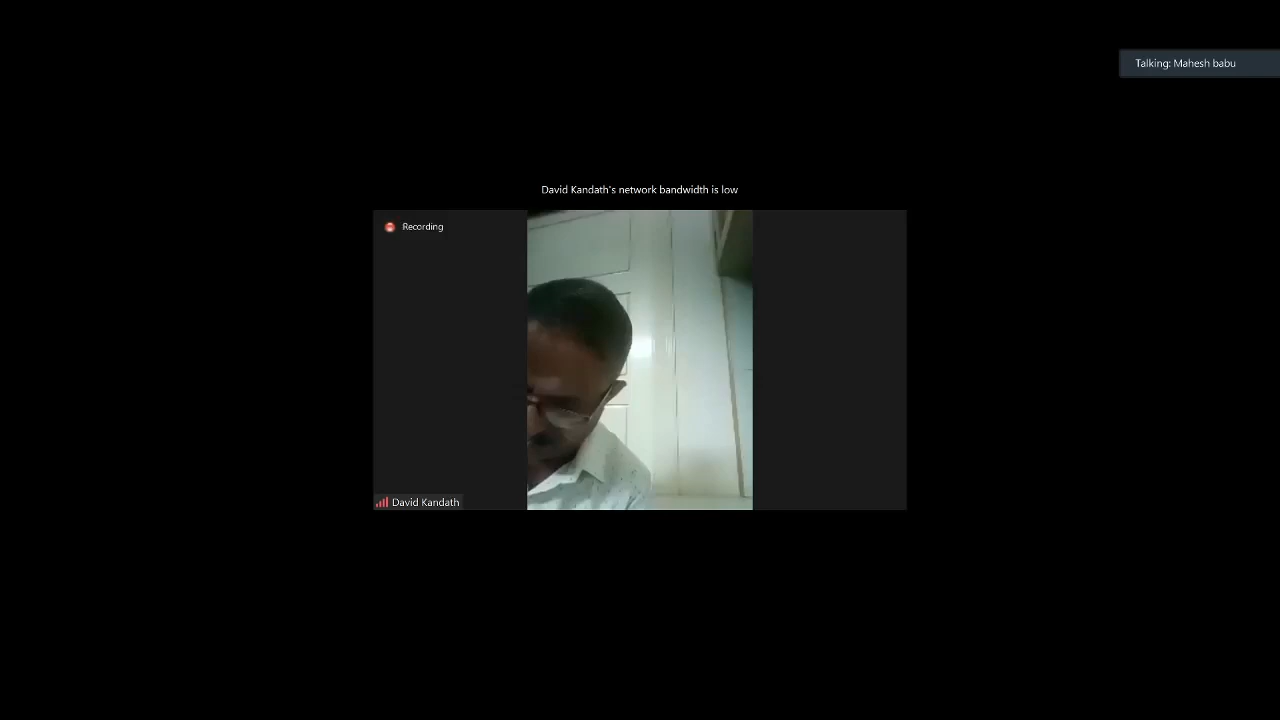 Talking: Mahesh babu
David Kandath's network bandwidth is low
Recording
David Kandath